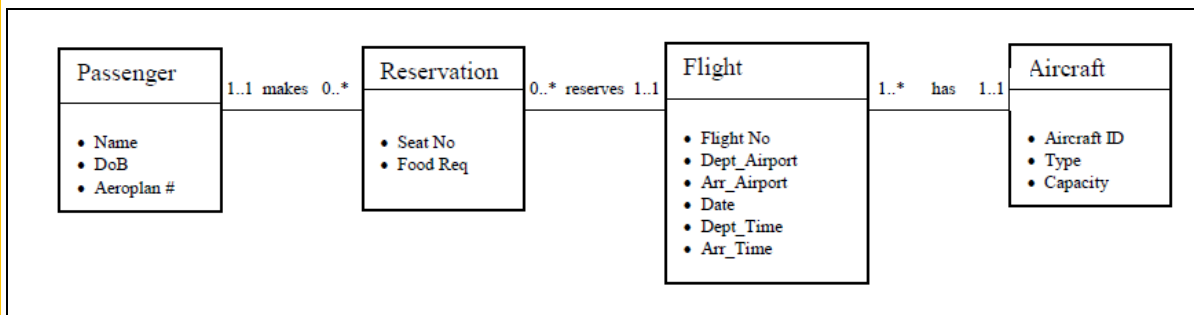 Passenger
• Name
• DoB
• Aeroplan #
1..1 makes 0..*
Reservation
• Seat No
• Food Req
0..* reserves 1..1
Flight
• Flight No
• Dept_Airport
• Arr_Airport
• Date
• Dept_Time
• Arr_Time
1..* has 1..1
Aircraft
• Aircraft ID
• Type
• Capacity